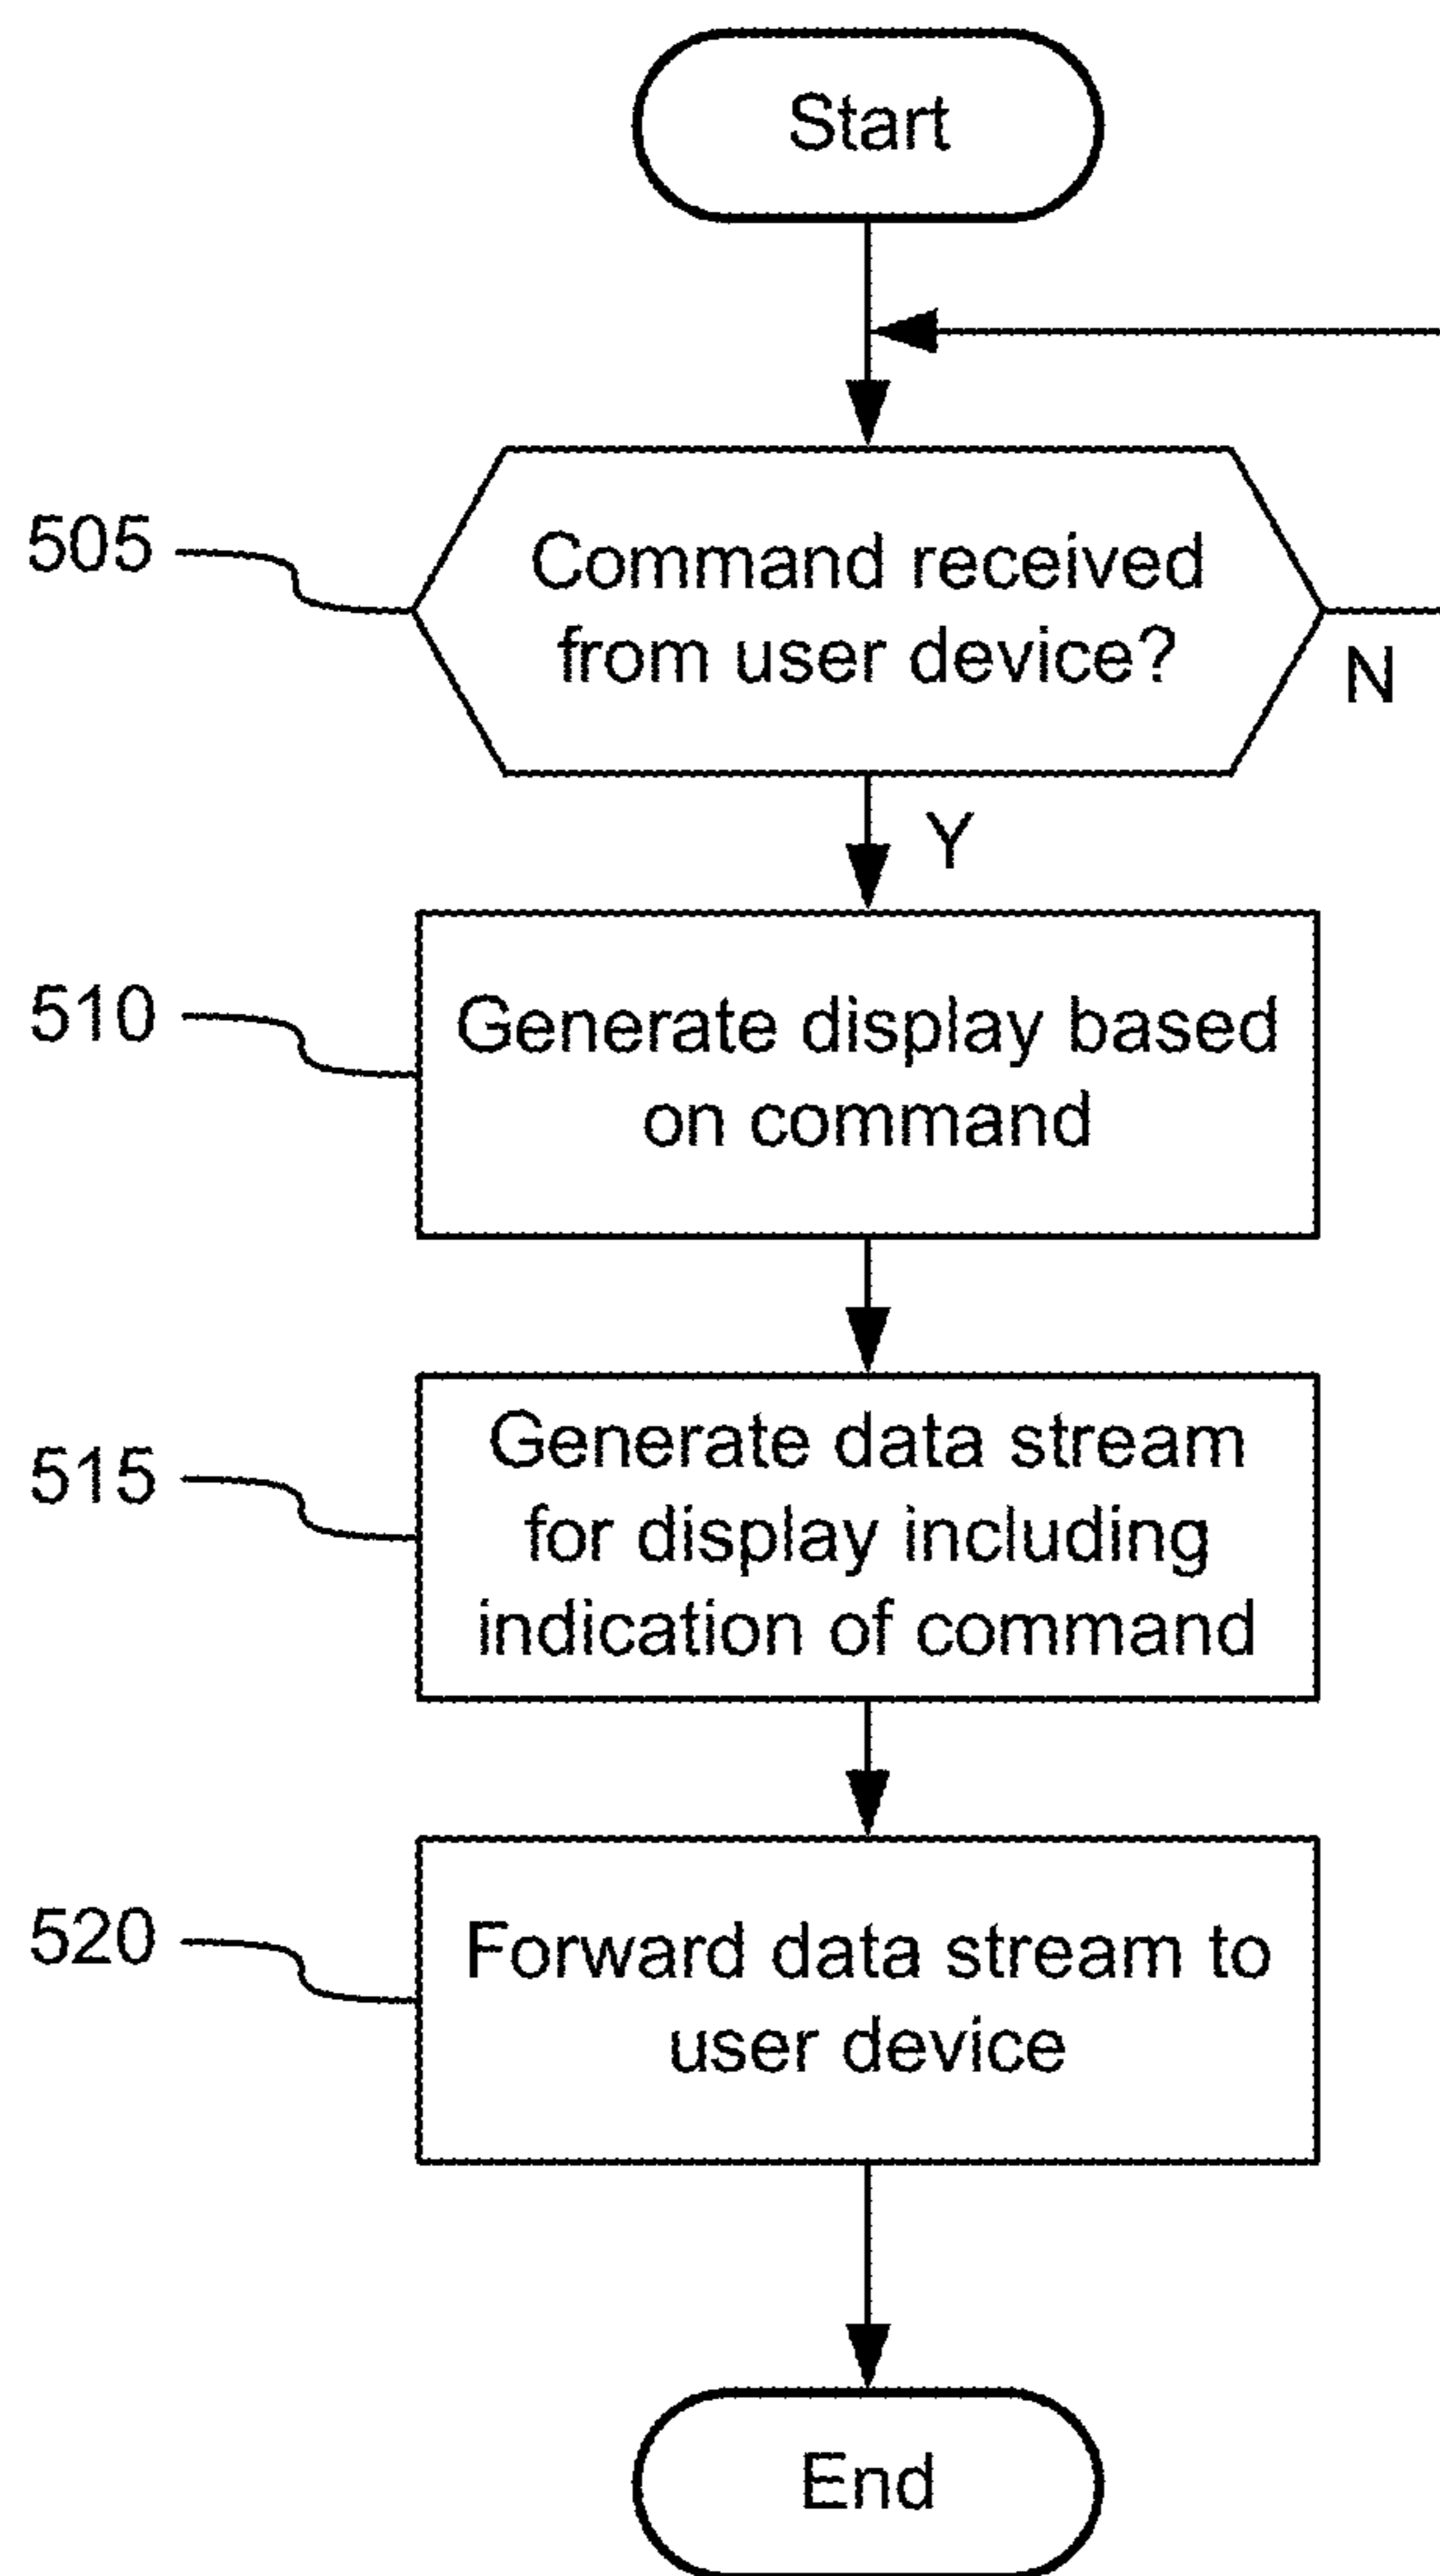 Start
505
Command received
from user device?
N
Y
510
Generate display based
on command
515
Generate data stream
for display including
indication of command
520
Forward data stream to
user device
End